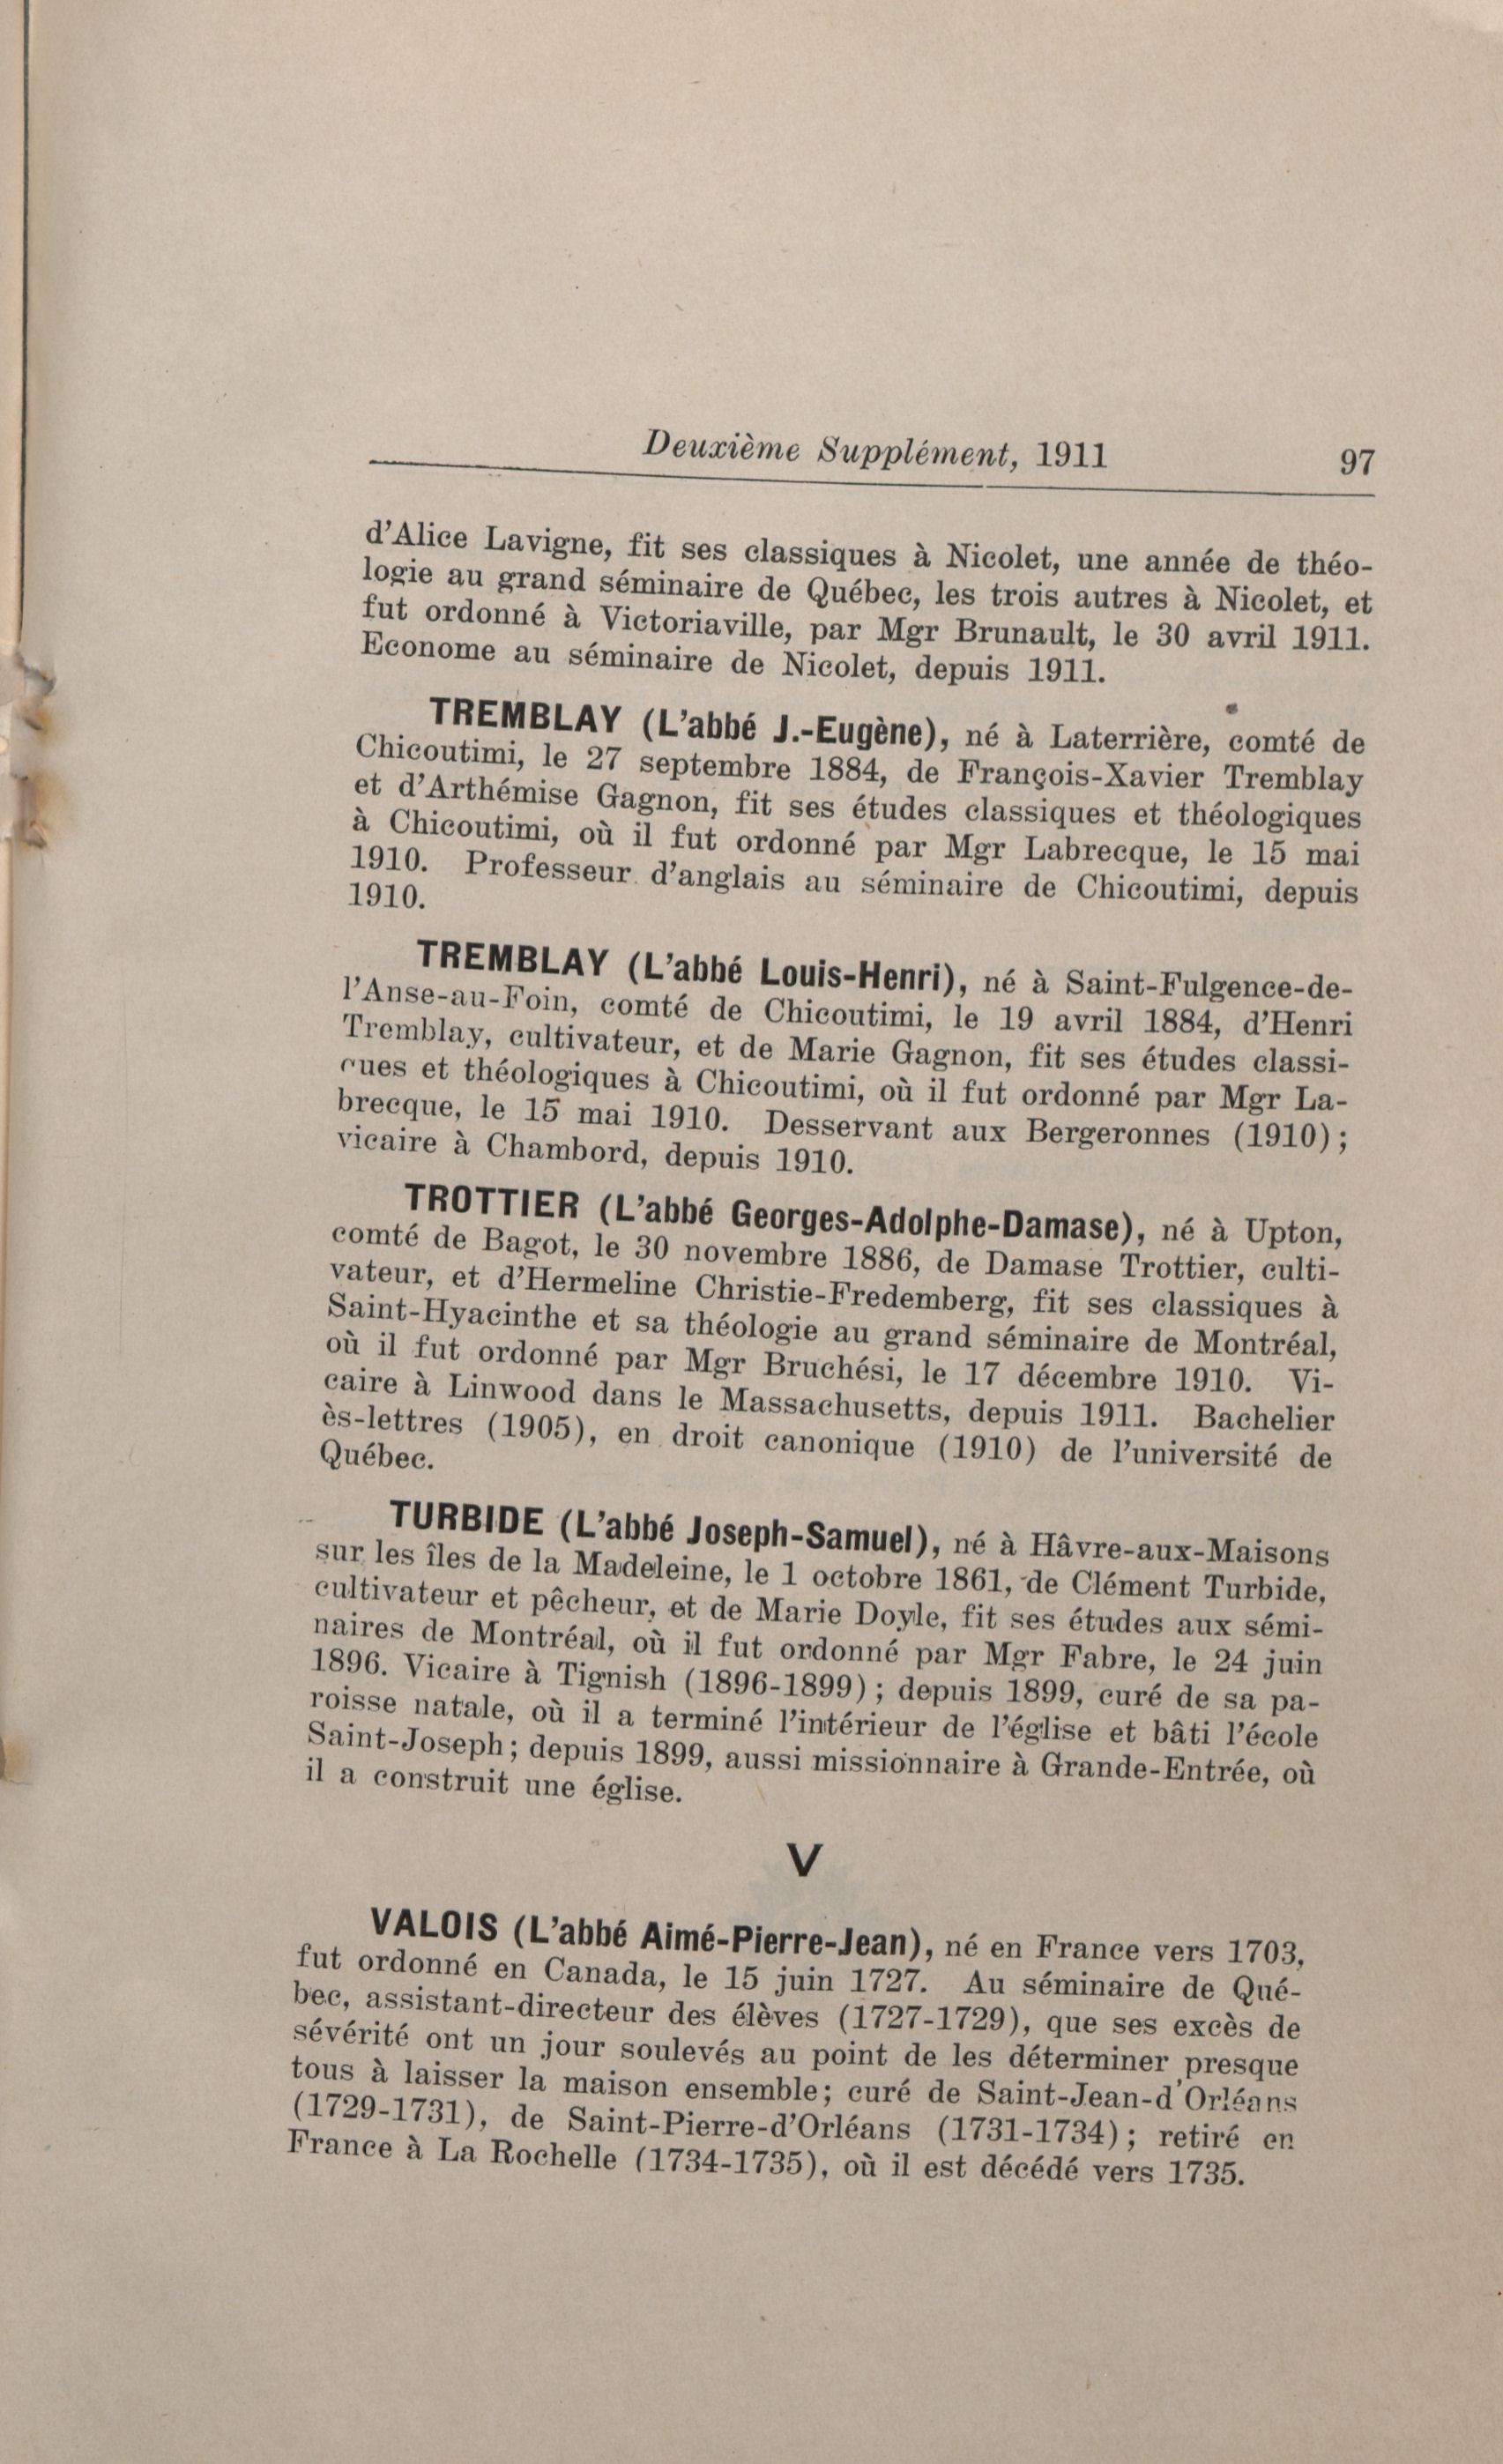 Deuxième Supplément, 1911 97
d'Alice Lavigne, fit ses classiques à Nicolet, une année de théo-
logie au grand séminaire de Québec, les trois autres à Nicolet, et
fut ordonné à Victoriaville, par Mgr Brunault, le 30 avril 1911.
Econome au séminaire de Nicolet, depuis 1911.
TREMBLAY (L'abbé J.-Eugène), né à Laterrière, comté de
Chicoutimi, le 27 septembre 1884, de François-Xavier Tremblay
et d'Arthémise Gagnon, fit ses études classiques et théologiques
à Chicoutimi, où il fut ordonné par Mgr Labrecque, le 15 mai
1910. Professeur d'anglais au séminaire de Chicoutimi, depuis
1910.
TREMBLAY (L'abbé Louis-Henri), né à Saint-Fulgence-de-
l'Anse-au-Foin, comté de Chicoutimi, le 19 avril 1884, d'Henri
Tremblay, cultivateur, et de Marie Gagnon, fit ses études classi-
ques et théologiques à Chicoutimi, où il fut ordonné par Mgr La-
brecque, le 15 mai 1910. Desservant aux Bergeronnes (1910);
vicaire à Chambord, depuis 1910.
TROTTIER (L'abbé Georges-Adolphe-Damase), né à Upton,
comté de Bagot, le 30 novembre 1886, de Damase Trottier, culti-
vateur, et d'Hermeline Christie-Fredemberg, fit ses classiques à
Saint-Hyacinthe et sa théologie au grand séminaire de Montréal,
où il fut ordonné par Mgr Bruchési, le 17 décembre 1910. Vi-
caire à Linwood dans le Massachusetts, depuis 1911. Bachelier
ès-lettres (1905), en droit canonique (1910) de l'université de
Québec.
TURBIDE (L'abbé Joseph-Samuel), né à Hâvre-aux-Maisons
sur les îles de la Madeleine, le 1 octobre 1861, de Clément Turbide,
cultivateur et pêcheur, et de Marie Doyle, fit ses études aux sémi-
naires de Montréal, où il fut ordonné par Mgr Fabre, le 24 juin
1896. Vicaire à Tignish (1896-1899); depuis 1899, curé de sa pa-
roisse natale, où il a terminé l'intérieur de l'église et bâti l'école
Saint-Joseph; depuis 1899, aussi missionnaire à Grande-Entrée, où
il a construit une église.
V
VALOIS (L'abbé Aimé-Pierre-Jean), né en France vers 1703,
fut ordonné en Canada, le 15 juin 1727. Au séminaire de Qué-
bec, assistant-directeur des élèves (1727-1729), que ses excès de
sévérité ont un jour soulevés au point de les déterminer presque
tous à laisser la maison ensemble; curé de Saint-Jean-d'Orléans
(1729-1731), de Saint-Pierre-d'Orléans (1731-1734); retiré en
France à La Rochelle (1734-1735), où il est décédé vers 1735.